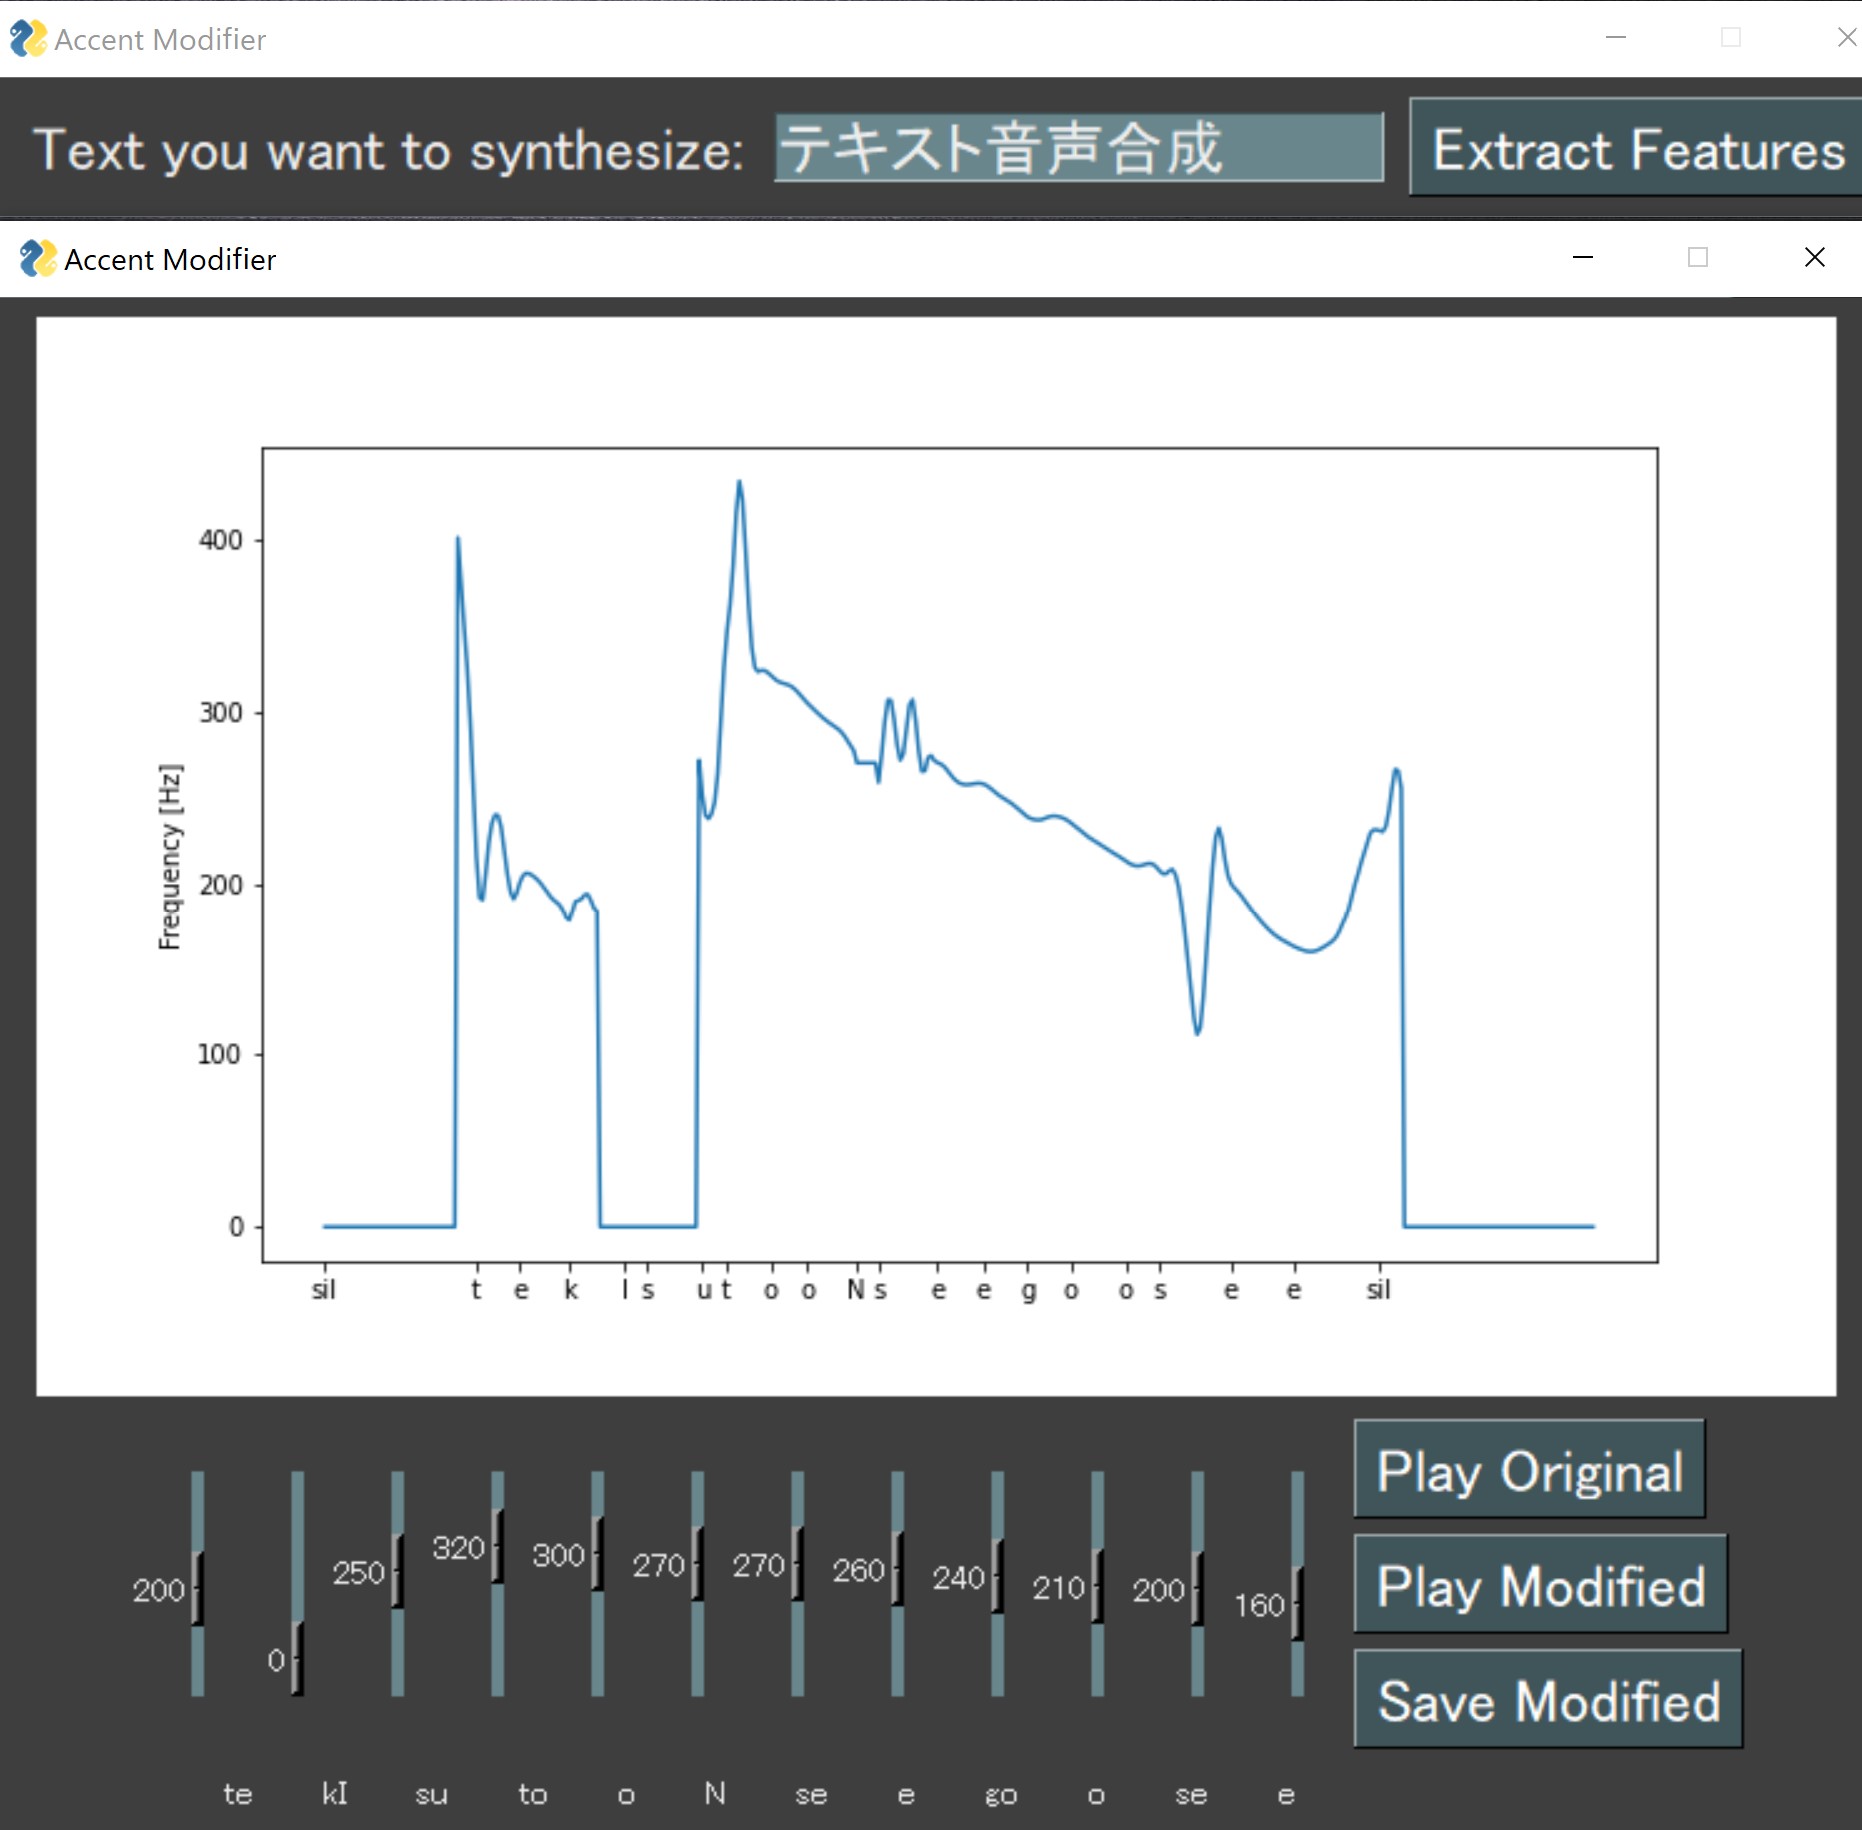 Accent Modifier
Text you want to synthesize: テキスト音声合成 Extract Features
Accent Modifier
Frequency [Hz]
400
300
200
100
0
sil t e k I s u t o o N s e e g o o s e e sil
Play Original
Play Modified
Save Modified
200 0 250 320 300 270 270 260 240 210 200 160
te kI su to o N se e go o se e